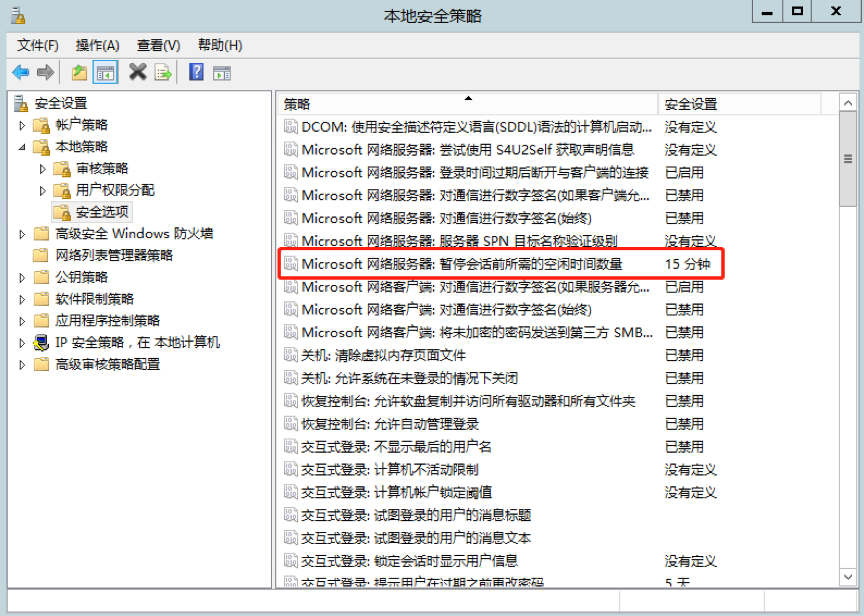 本地安全策略
文件(F) 操作(A) 查看(V) 帮助(H)
安全设置
帐户策略
本地策略
审核策略
用户权限分配
安全选项
高级安全 Windows 防火墙
网络列表管理器策略
公钥策略
软件限制策略
应用程序控制策略
IP 安全策略，在 本地计算机
高级审核策略配置
策略 安全设置
DCOM: 使用安全描述符定义语言(SDDL)语法的计算机启动... 没有定义
Microsoft 网络服务器: 尝试使用 S4U2Self 获取声明信息 没有定义
Microsoft 网络服务器: 登录时间过期后断开与客户端的连接 已启用
Microsoft 网络服务器: 对通信进行数字签名(如果客户端允... 已禁用
Microsoft 网络服务器: 对通信进行数字签名(始终) 已禁用
Microsoft 网络服务器: 服务器 SPN 目标名称验证级别 没有定义
Microsoft 网络服务器: 暂停会话前所需的空闲时间数量 15 分钟
Microsoft 网络客户端: 对通信进行数字签名(如果服务器允... 已启用
Microsoft 网络客户端: 对通信进行数字签名(始终) 已禁用
Microsoft 网络客户端: 将未加密的密码发送到第三方 SMB... 已禁用
关机: 清除虚拟内存页面文件 已禁用
关机: 允许系统在未登录的情况下关闭 已禁用
恢复控制台: 允许软盘复制并访问所有驱动器和所有文件夹 已禁用
恢复控制台: 允许自动管理登录 已禁用
交互式登录: 不显示最后的用户名 已禁用
交互式登录: 计算机不活动限制 没有定义
交互式登录: 计算机帐户锁定阈值 没有定义
交互式登录: 试图登录的用户的消息标题
交互式登录: 试图登录的用户的消息文本
交互式登录: 锁定会话时显示用户信息 没有定义
交互式登录: 提示用户在过期之前更改密码 5 天